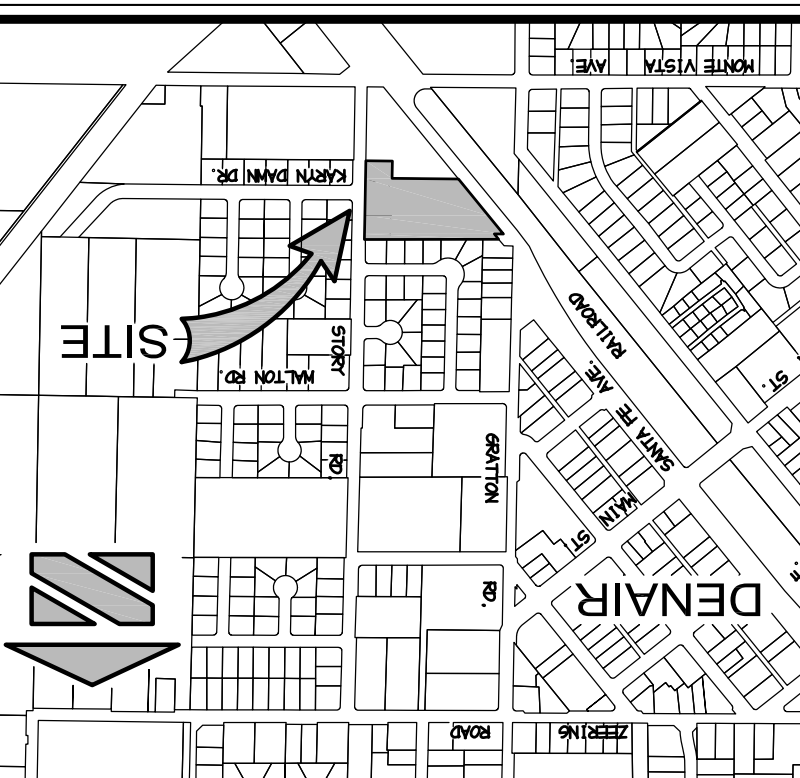 ZEERING ROAD
DENAIR
N
MAIN ST.
GRATTON RD.
STORY RD.
SANTA FE AVE.
ST.
WALTON RD.
SITE
RAILROAD
KARYN DAWN DR.
MONTE VISTA AVE.